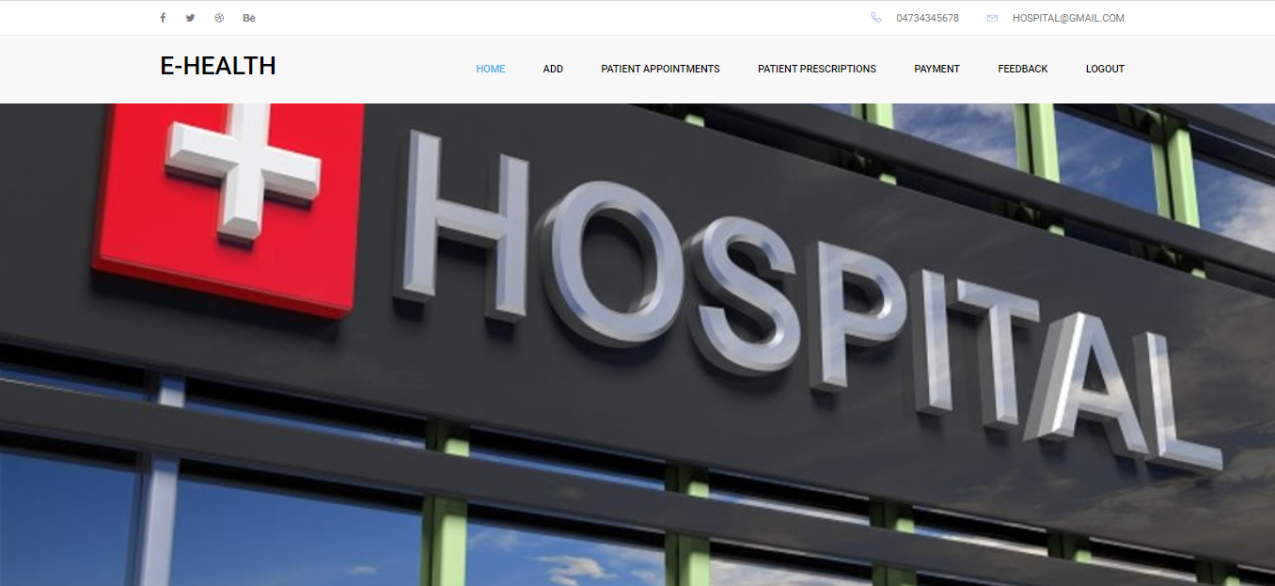 04734345678 HOSPITAL@GMAIL.COM
E-HEALTH HOME ADD PATIENT APPOINTMENTS PATIENT PRESCRIPTIONS PAYMENT FEEDBACK LOGOUT
HOSPITAL